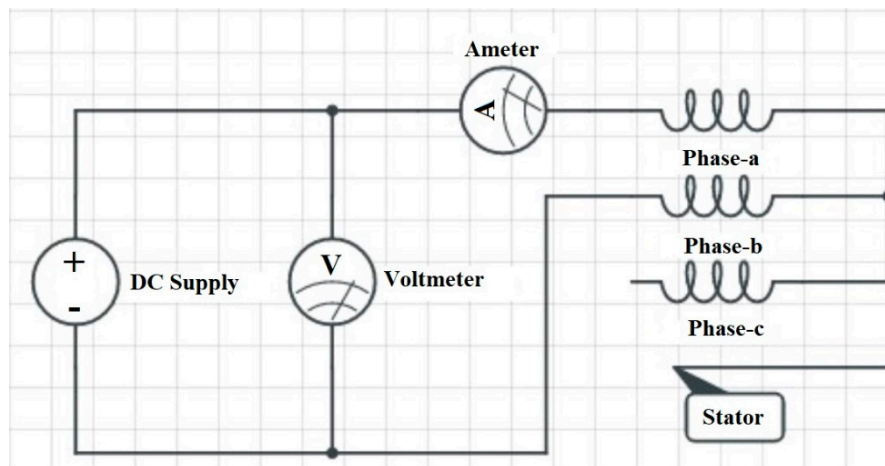 Ameter
A
Phase-a
Phase-b
+
-
DC Supply
V
Voltmeter
Phase-c
Stator